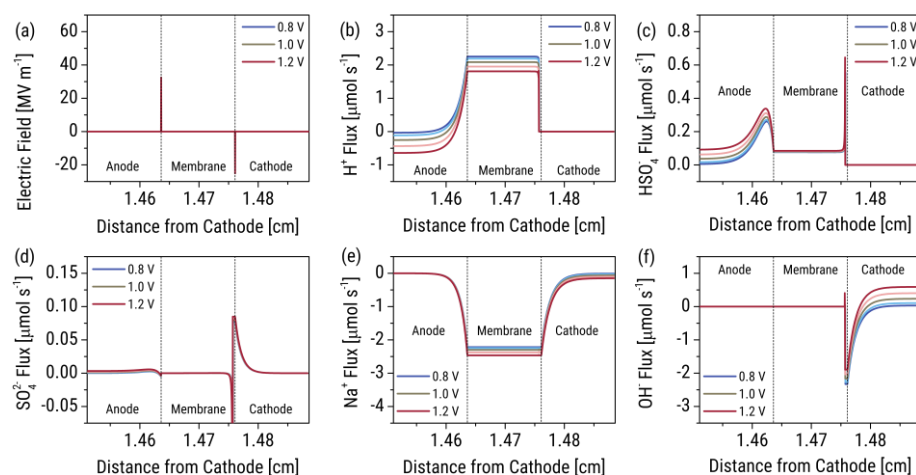 (a)
60
40
20
0
-20
Electric Field [MV m⁻¹]
0.8 V
1.0 V
1.2 V
Anode
Membrane
Cathode
1.46
1.47
1.48
Distance from Cathode [cm]
(b)
3
2
1
0
-1
H⁺ Flux [μmol s⁻¹]
0.8 V
1.0 V
1.2 V
Anode
Membrane
Cathode
1.46
1.47
1.48
Distance from Cathode [cm]
(c)
0.8
0.6
0.4
0.2
0.0
HSO₄⁻ Flux [μmol s⁻¹]
0.8 V
1.0 V
1.2 V
Anode
Membrane
Cathode
1.46
1.47
1.48
Distance from Cathode [cm]
(d)
0.15
0.10
0.05
0.00
-0.05
SO₄²⁻ Flux [μmol s⁻¹]
0.8 V
1.0 V
1.2 V
Anode
Membrane
Cathode
1.46
1.47
1.48
Distance from Cathode [cm]
(e)
0
-1
-2
-3
-4
Na⁺ Flux [μmol s⁻¹]
Anode
Membrane
Cathode
0.8 V
1.0 V
1.2 V
1.46
1.47
1.48
Distance from Cathode [cm]
(f)
1
0
-1
-2
-3
OH⁻ Flux [μmol s⁻¹]
Anode
Membrane
Cathode
0.8 V
1.0 V
1.2 V
1.46
1.47
1.48
Distance from Cathode [cm]